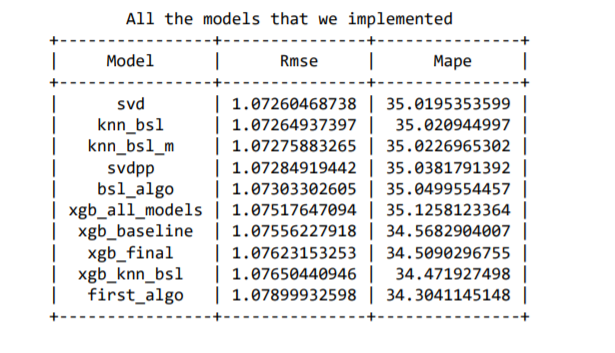 All the models that we implemented
+----------------+---------------+---------------+
| Model | Rmse | Mape |
+----------------+---------------+---------------+
| svd | 1.07260468738 | 35.0195353599 |
| knn_bsl | 1.07264937397 | 35.020944997 |
| knn_bsl_m | 1.07275883265 | 35.0226965302 |
| svdpp | 1.07284919442 | 35.0381791392 |
| bsl_algo | 1.07303302605 | 35.0499554457 |
| xgb_all_models | 1.07517647094 | 35.1258123364 |
| xgb_baseline | 1.07556227918 | 34.5682904007 |
| xgb_final | 1.07623153253 | 34.5090296755 |
| xgb_knn_bsl | 1.07650440946 | 34.471927498 |
| first_algo | 1.07899932598 | 34.3041145148 |
+----------------+---------------+---------------+